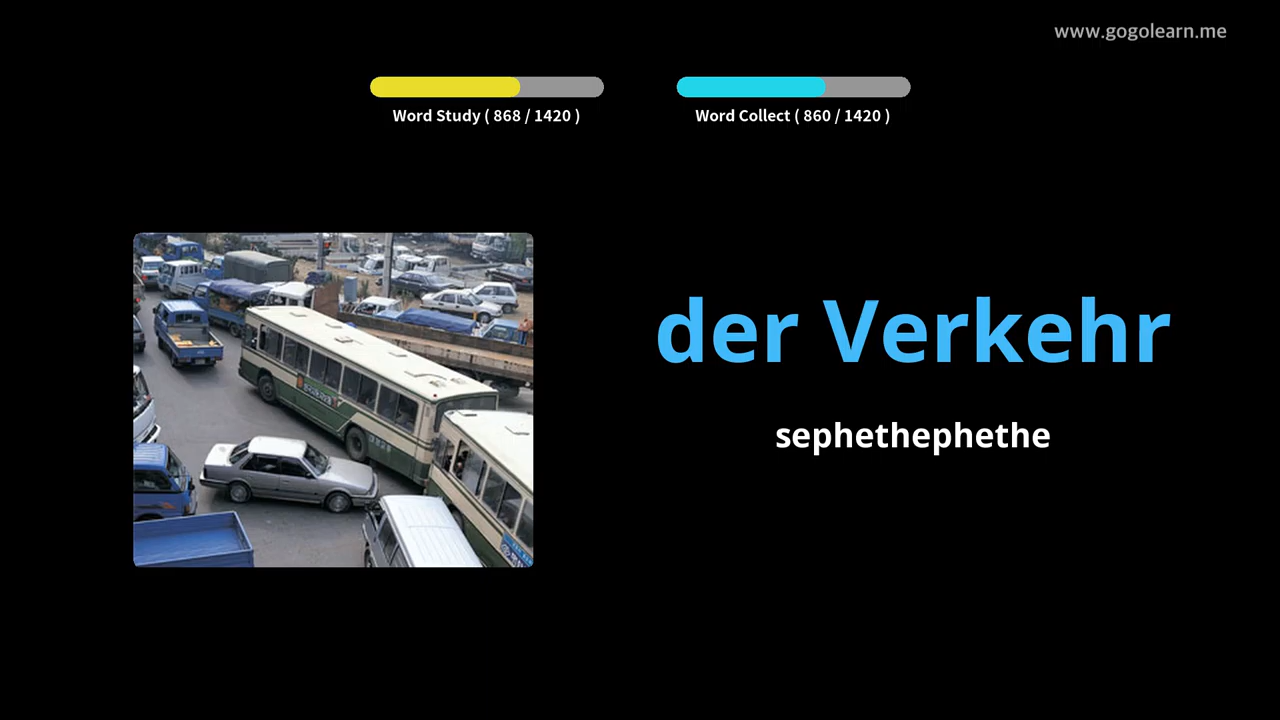 www.gogolearn.me
Word Study ( 868 / 1420 )
Word Collect ( 860 / 1420 )
der Verkehr
sephethephethe